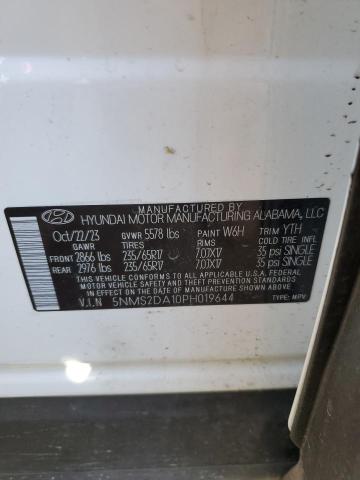 MANUFACTURED BY
HYUNDAI MOTOR MANUFACTURING ALABAMA, LLC
Oct/22/23 GVWR 5578 lbs PAINT W6H TRIM YTH
GAWR TIRES RIMS COLD TIRE INFL.
FRONT 2866 lbs 235/65R17 7.0JX17 35 psi SINGLE
REAR 2976 lbs 235/65R17 7.0JX17 35 psi SINGLE
THIS VEHICLE CONFORMS TO ALL APPLICABLE U.S. FEDERAL MOTOR
VEHICLE SAFETY AND THEFT PREVENTION STANDARDS IN EFFECT ON
THE DATE OF MANUFACTURE SHOWN ABOVE.
V.I.N 5NMS2DA10PH019644 TYPE: MPV